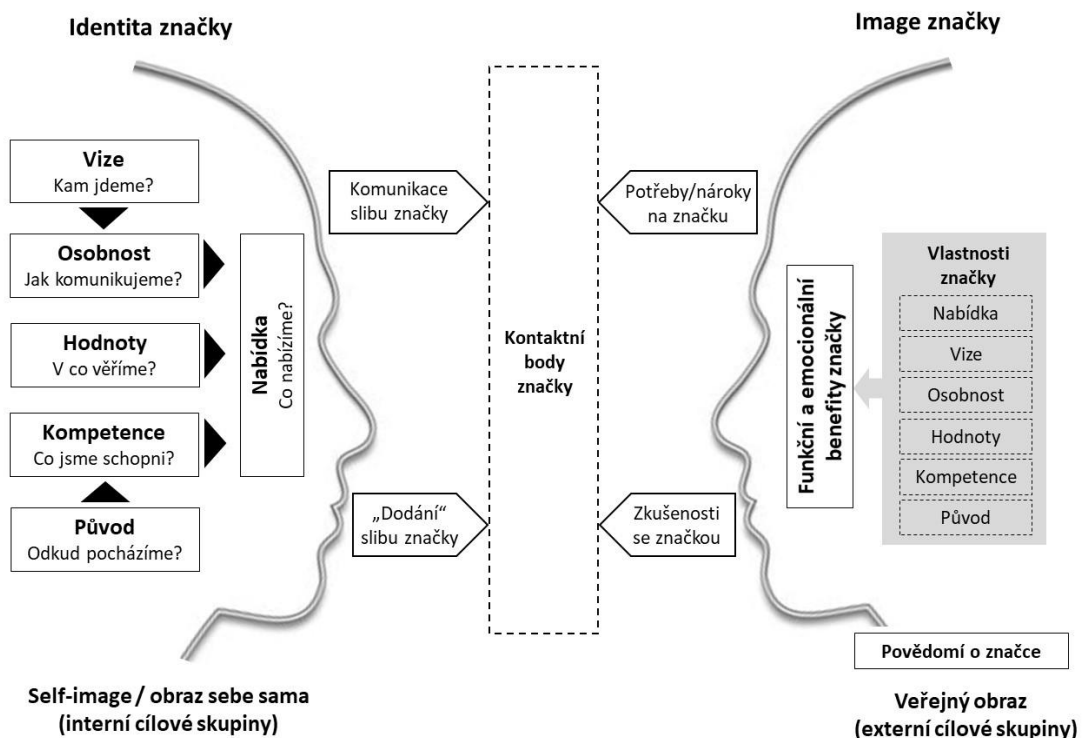 Identita značky
Vize
Kam jdeme?
Osobnost
Jak komunikujeme?
Hodnoty
V co věříme?
Kompetence
Co jsme schopni?
Původ
Odkud pocházíme?
Nabídka
Co nabízíme?
Self-image / obraz sebe sama
(interní cílové skupiny)
Komunikace
slibu značky
„Dodání“
slibu značky
Kontaktní
body
značky
Image značky
Potřeby/nároky
na značku
Zkušenosti
se značkou
Funkční a emocionální
benefity značky
Vlastnosti
značky
Nabídka
Vize
Osobnost
Hodnoty
Kompetence
Původ
Povědomí o značce
Veřejný obraz
(externí cílové skupiny)